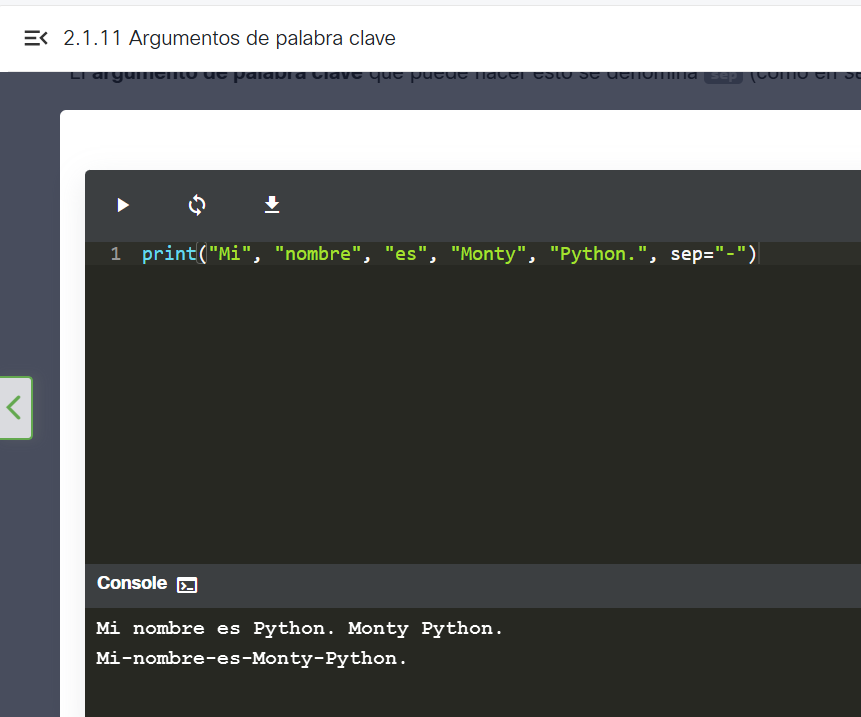 2.1.11 Argumentos de palabra clave
El argumento de palabra clave que puede hacer esto se denomina sep (como en se
1 print("Mi", "nombre", "es", "Monty", "Python.", sep="-")
Console
Mi nombre es Python. Monty Python.
Mi-nombre-es-Monty-Python.